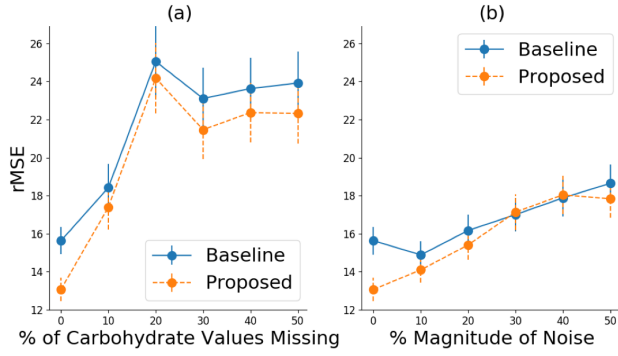 (a)
(b)
26
24
22
20
18
16
14
12
rMSE
Baseline
Proposed
0 10 20 30 40 50
% of Carbohydrate Values Missing
26
24
22
20
18
16
14
12
Baseline
Proposed
0 10 20 30 40 50
% Magnitude of Noise